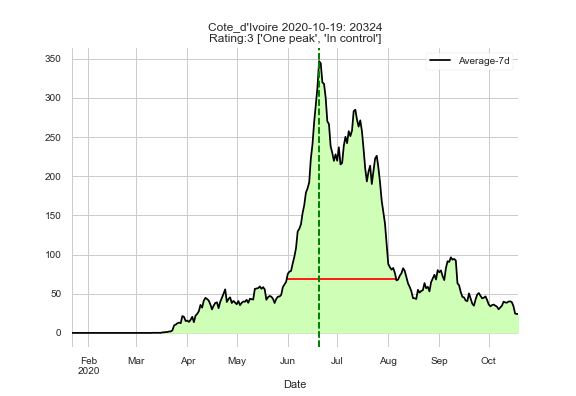 Cote_d'Ivoire 2020-10-19: 20324
Rating:3 ['One peak', 'In control']
Average-7d
350
300
250
200
150
100
50
0
Feb Mar Apr May Jun Jul Aug Sep Oct
2020
Date